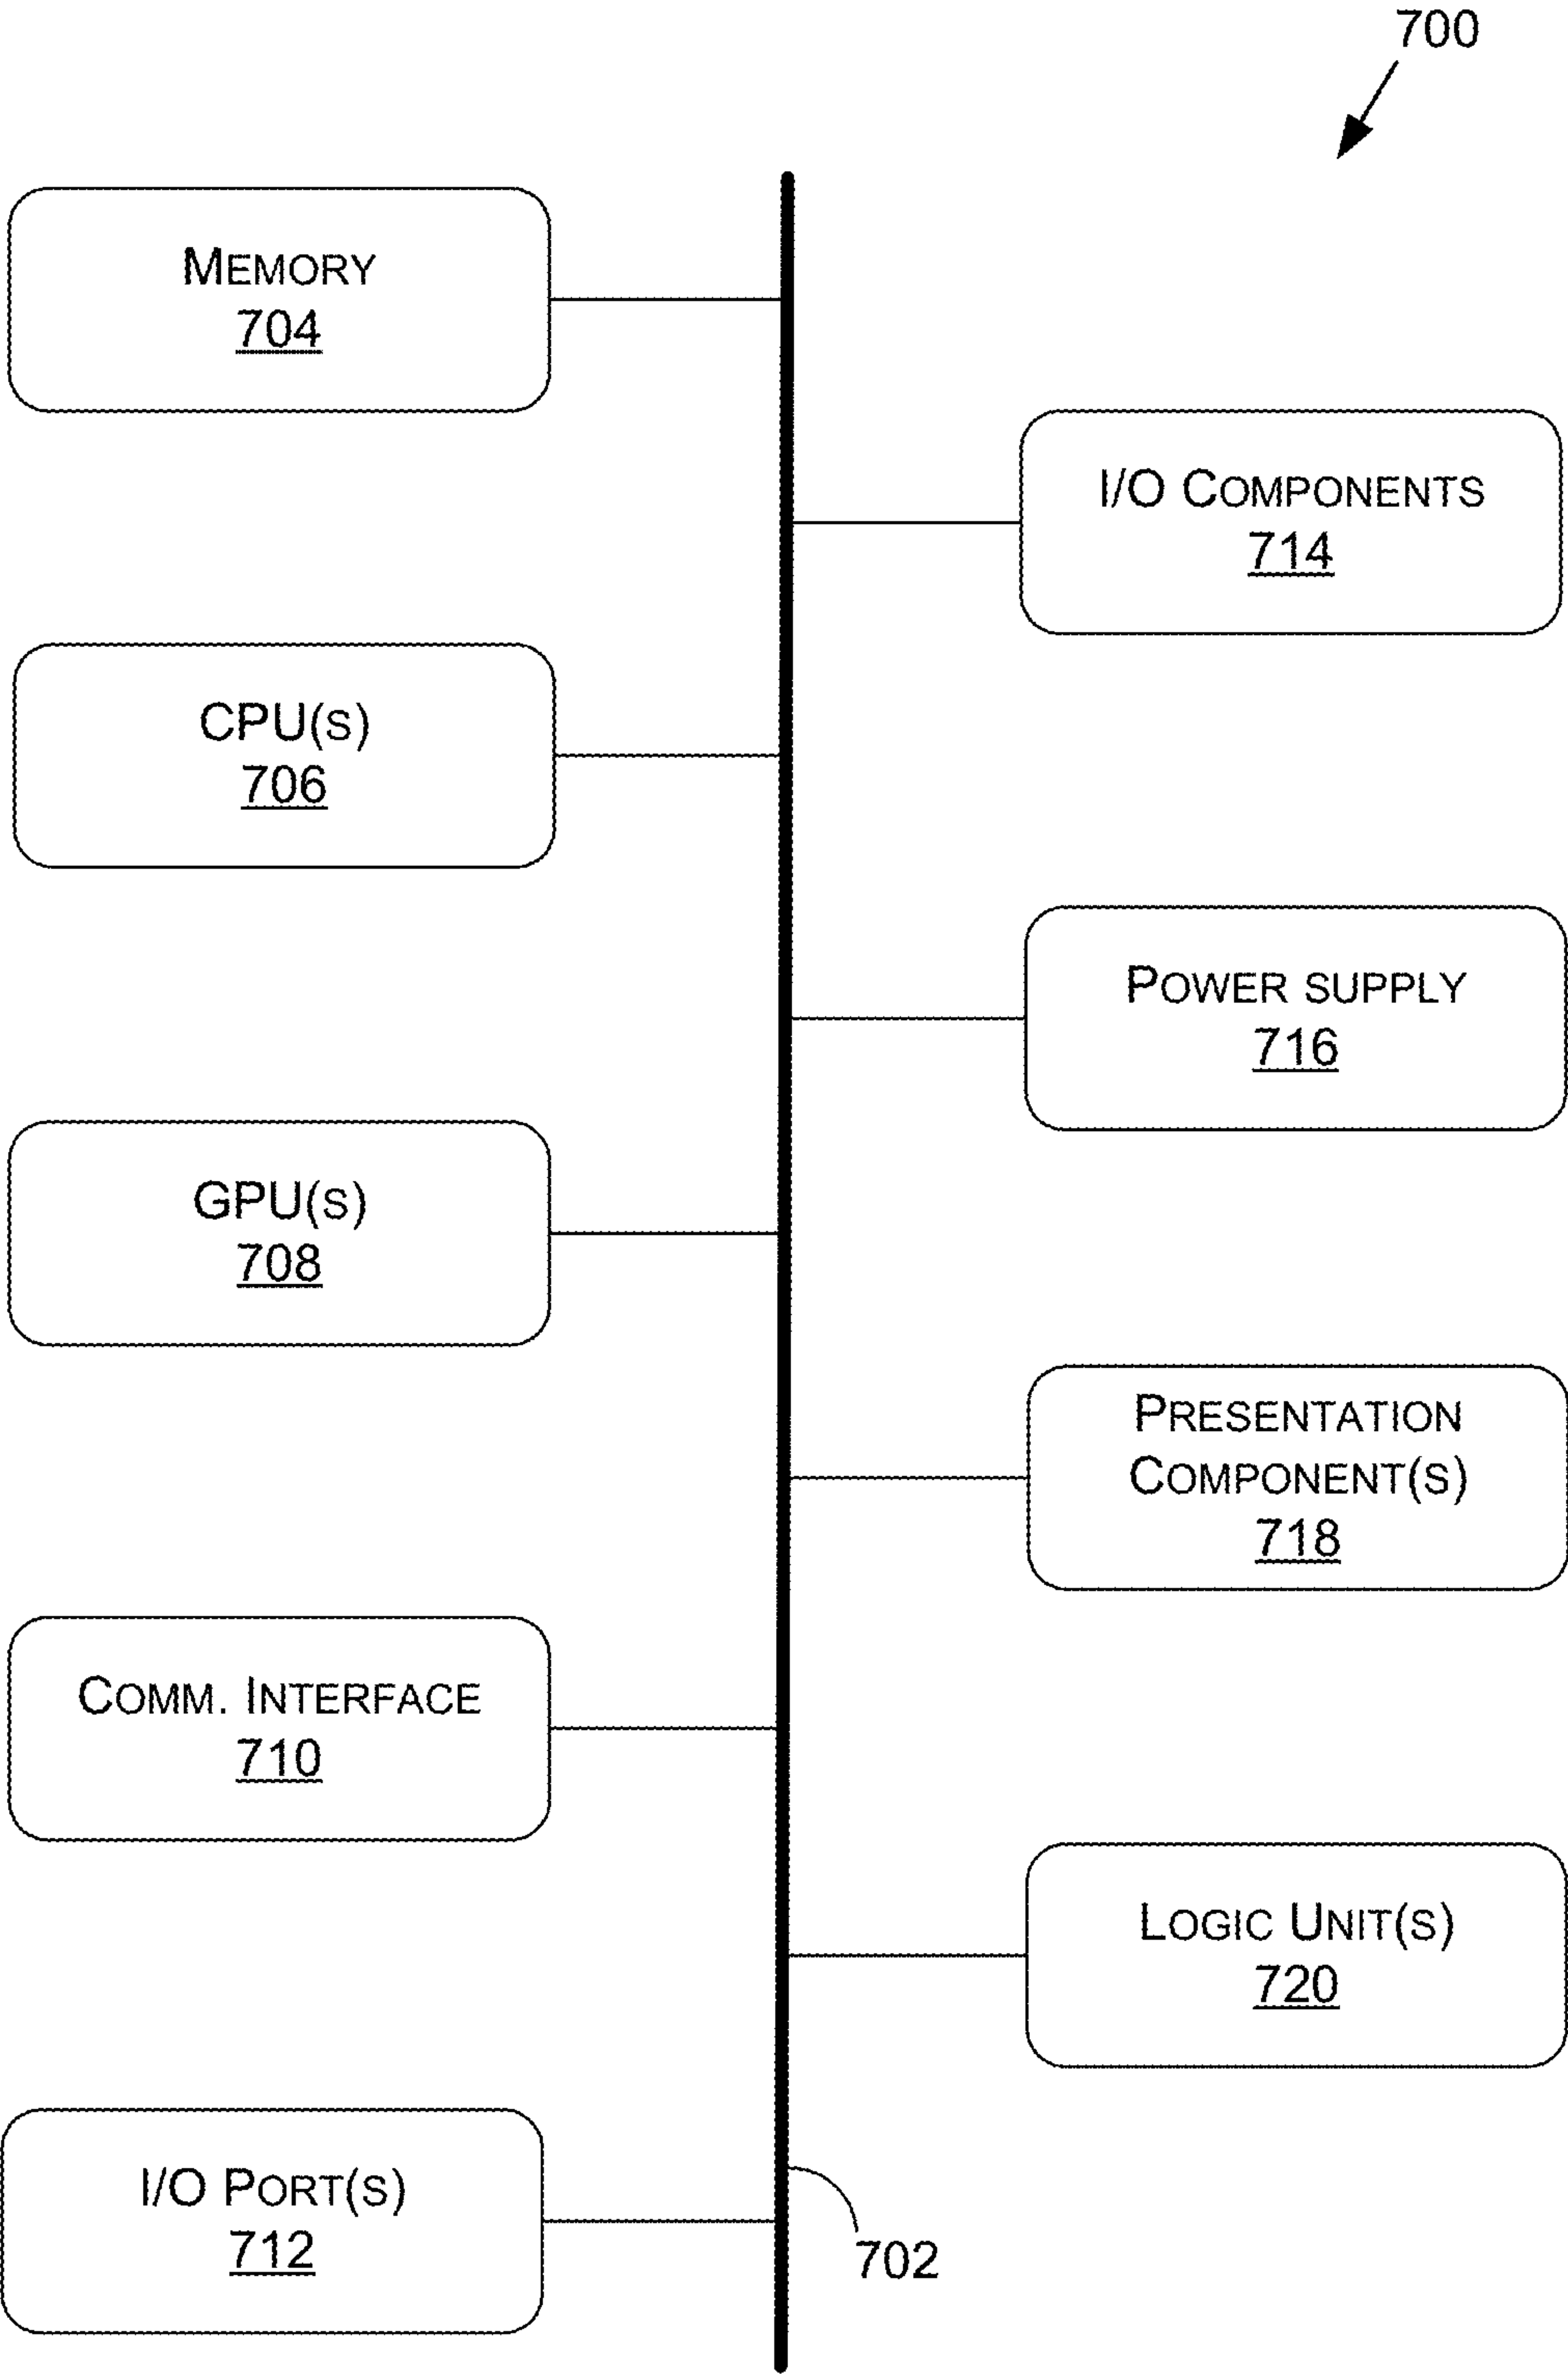 700
MEMORY
704
I/O COMPONENTS
714
CPU(S)
706
POWER SUPPLY
716
GPU(S)
708
PRESENTATION
COMPONENT(S)
718
COMM. INTERFACE
710
LOGIC UNIT(S)
720
I/O PORT(S)
712
702